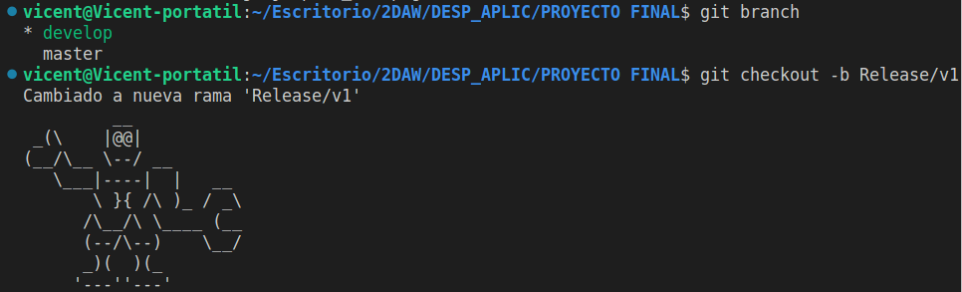 vicent@Vicent-portatil:~/Escritorio/2DAW/DESP_APLIC/PROYECTO FINAL$ git branch
* develop
  master
vicent@Vicent-portatil:~/Escritorio/2DAW/DESP_APLIC/PROYECTO FINAL$ git checkout -b Release/v1
Cambiado a nueva rama 'Release/v1'
         __
 _(\    |@@|
(__/\__ \--/ __
   \___|----|  |   __
       \ }{ /\ )_ / _\
       /\__/\ \____ (__
      (--/\--)    \__/
      _)(  )(_
     '---''---'